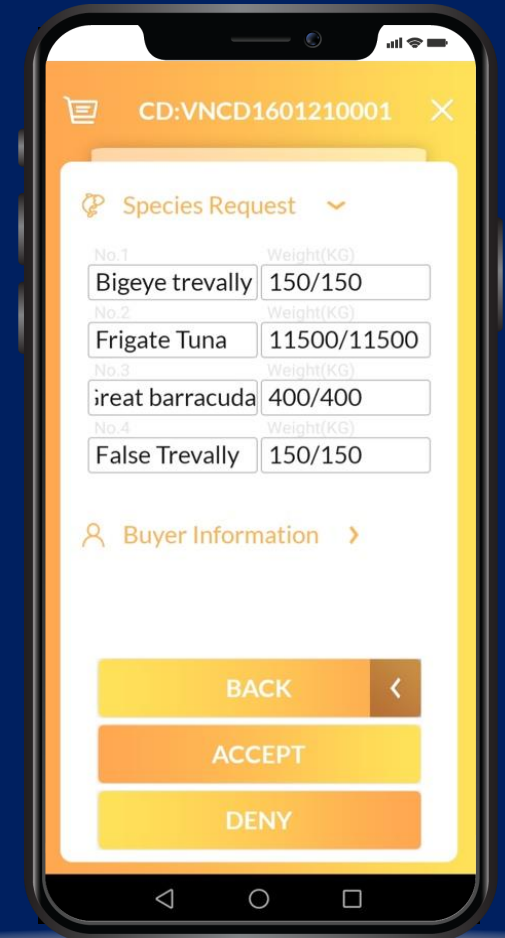 CD:VNCD1601210001
Species Request
No.1 Weight(KG)
Bigeye trevally 150/150
No.2 Weight(KG)
Frigate Tuna 11500/11500
No.3 Weight(KG)
reat barracuda 400/400
No.4 Weight(KG)
False Trevally 150/150
Buyer Information
BACK
ACCEPT
DENY